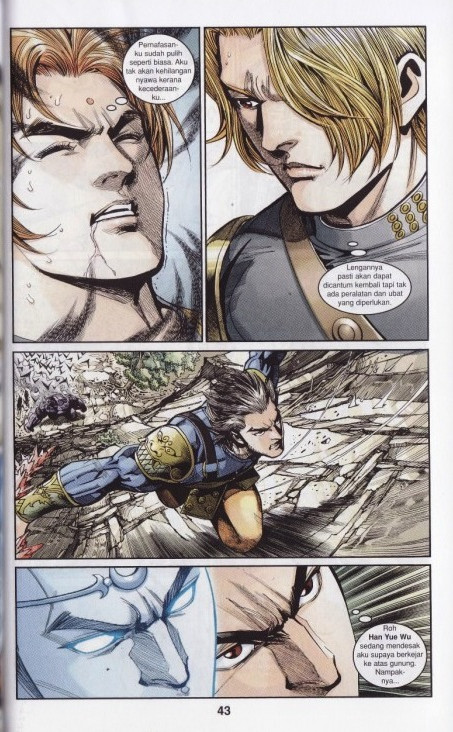 Pernafasan-
ku sudah pulih
seperti biasa. Aku
tak akan kehilangan
nyawa kerana
kecederaan-
ku...
Lengannya
pasti akan dapat
dicantum kembali tapi tak
ada peralatan dan ubat
yang diperlukan.
Roh
Han Yue Wu
sedang mendesak
aku supaya berkejar
ke atas gunung.
Nampak-
nya...
43